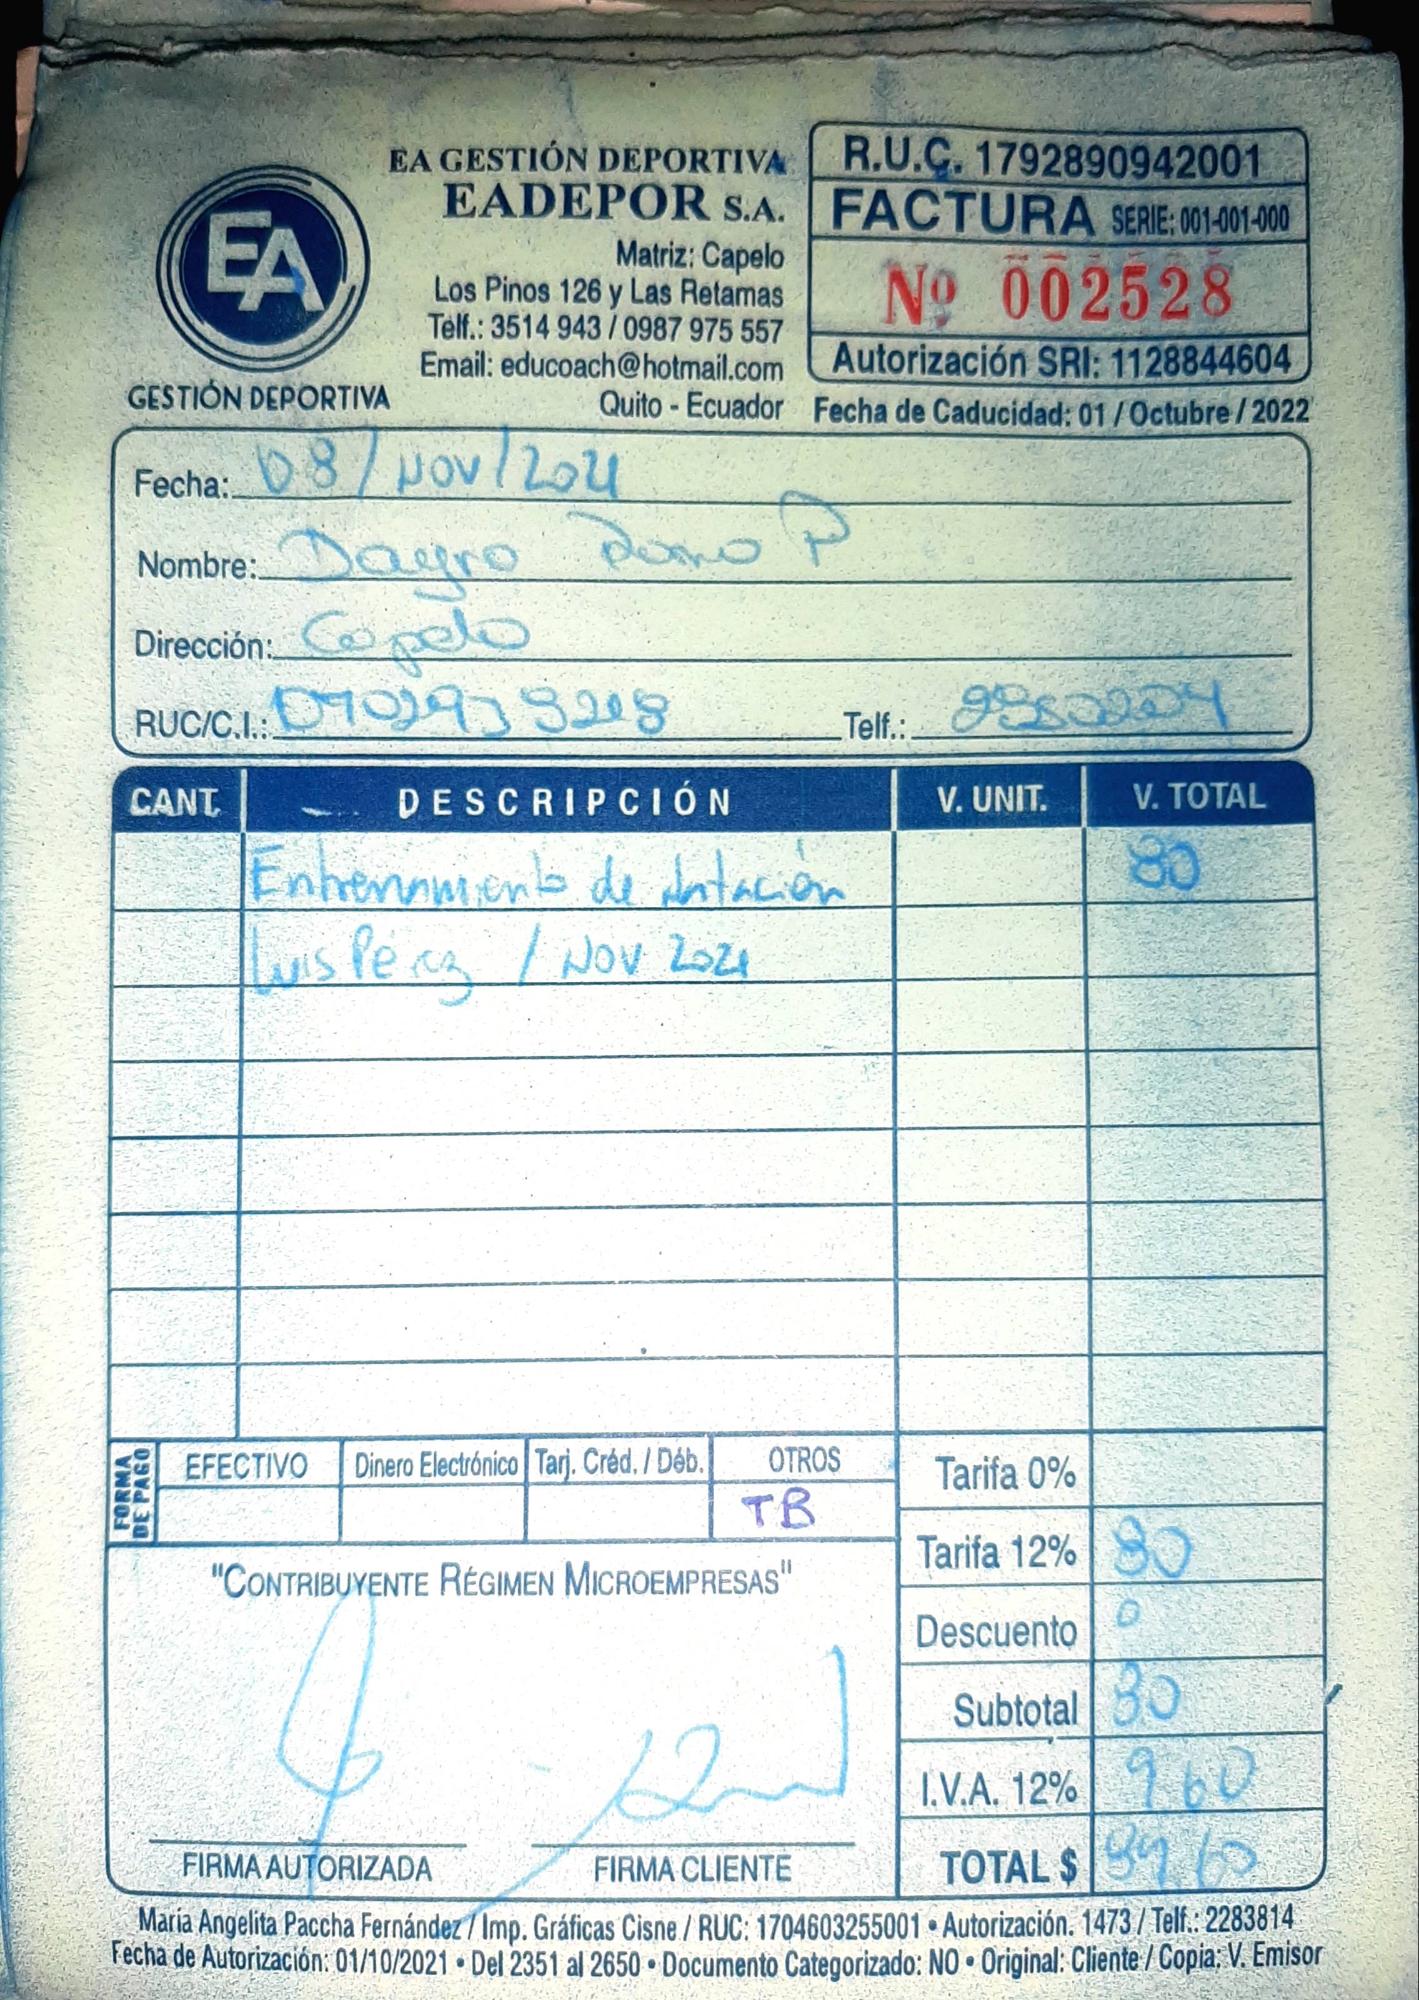 EA GESTIÓN DEPORTIVA
EADEPOR S.A.
Matriz: Capelo
Los Pinos 126 y Las Retamas
Telf.: 3514 943 / 0987 975 557
Email: educoach@hotmail.com
Quito - Ecuador
EA
GESTIÓN DEPORTIVA
R.U.C. 1792890942001
FACTURA SERIE: 001-001-000
Nº 002528
Autorización SRI: 1128844604
Fecha de Caducidad: 01 / Octubre / 2022
Fecha: 08/NOV/2021
Nombre: Dagro P
Dirección: Capelo
RUC/C.I.: Telf.:
CANT. DESCRIPCIÓN V. UNIT. V. TOTAL
Entrenamiento de Natación 80
Luis Pérez / NOV 2021
FORMA DE PAGO EFECTIVO Dinero Electrónico Tarj. Créd. / Déb. OTROS
TB
Tarifa 0%
Tarifa 12% 80
Descuento 0
Subtotal 80
I.V.A. 12% 9.60
TOTAL $ 89.60
"CONTRIBUYENTE RÉGIMEN MICROEMPRESAS"
FIRMA AUTORIZADA FIRMA CLIENTE
María Angelita Paccha Fernández / Imp. Gráficas Cisne / RUC: 1704603255001 • Autorización. 1473 / Telf.: 2283814
Fecha de Autorización: 01/10/2021 • Del 2351 al 2650 • Documento Categorizado: NO • Original: Cliente / Copia: V. Emisor